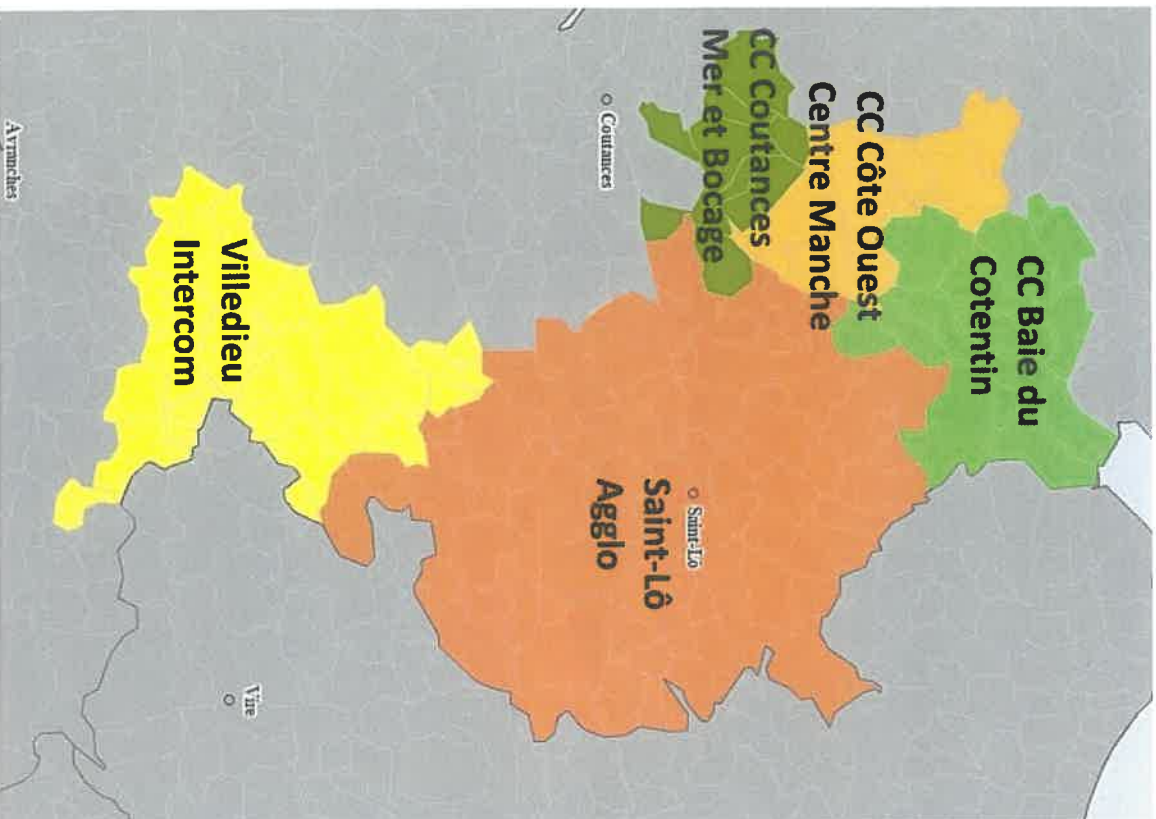 CC Baie du
Cotentin
CC Côte Ouest
Centre Manche
CC Coutances
Mer et Bocage
Coutances
Saint-Lô
Saint-Lô
Agglo
Villedieu
Intercom
Vire
Avranches